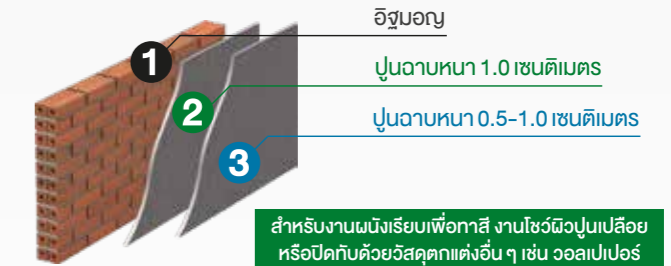 1
อิฐมอญ
2
ปูนฉาบหนา 1.0 เซนติเมตร
3
ปูนฉาบหนา 0.5-1.0 เซนติเมตร
สำหรับงานผนังเรียบเพื่อทาสี งานโชว์ผิวปูนเปลือย
หรือปิดทับด้วยวัสดุตกแต่งอื่น ๆ เช่น วอลเปเปอร์